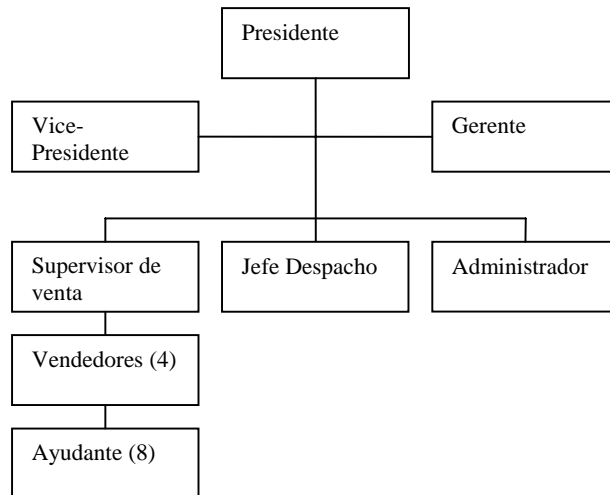 Presidente
Vice-
Presidente
Gerente
Supervisor de
venta
Jefe Despacho
Administrador
Vendedores (4)
Ayudante (8)